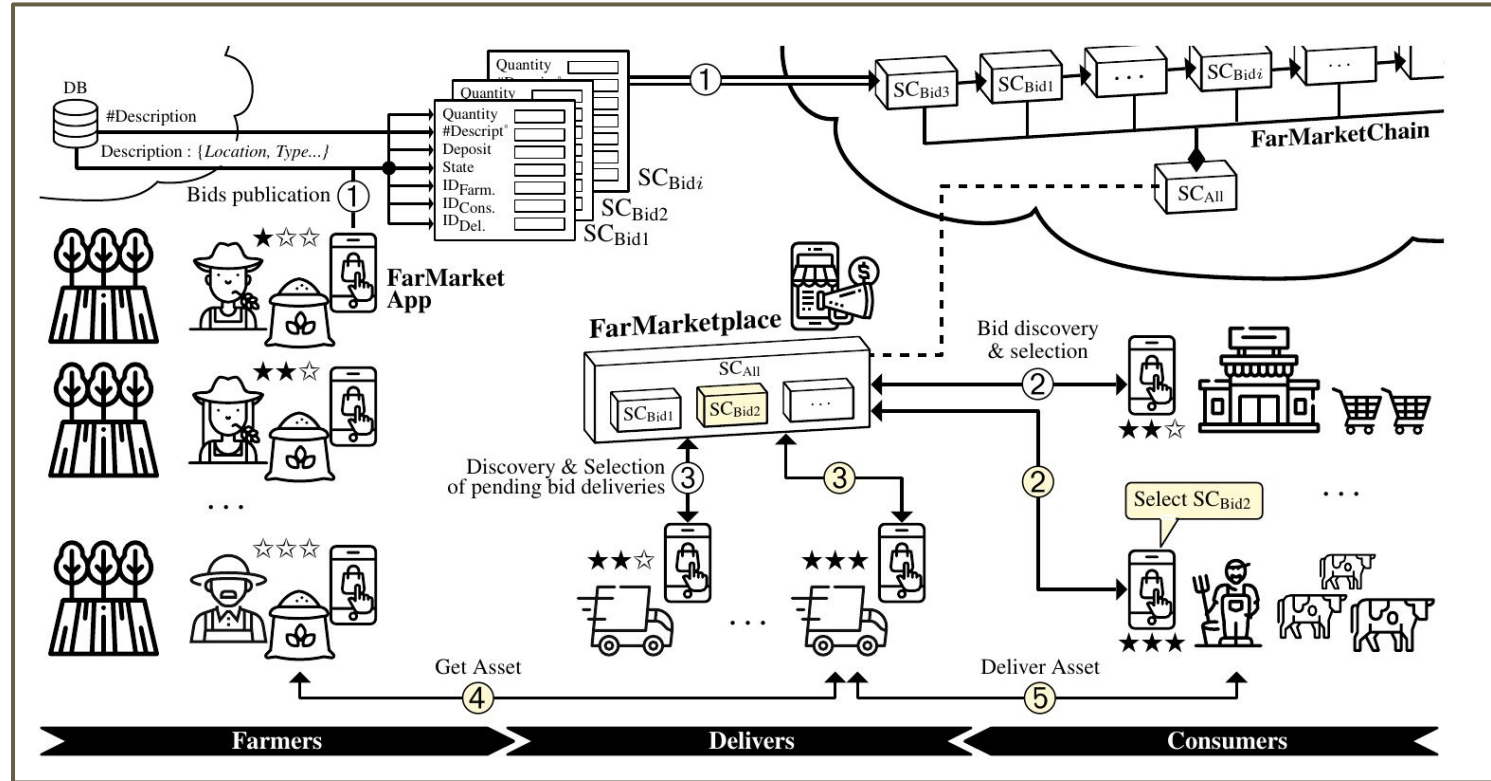 DB
#Description
Description : {Location, Type...}
Bids publication
1
Quantity
#Descript°
Deposit
State
IDFarm.
IDCons.
IDDel.
SCBid1
Quantity
SCBid2
Quantity
SCBidi
1
SCBid3
SCBid1
...
SCBidi
...
FarMarketChain
SCAll
FarMarket
App
FarMarketplace
$
SCAll
SCBid1
SCBid2
...
Bid discovery
& selection
2
2
Discovery & Selection
of pending bid deliveries
3
3
Select SCBid2
...
...
...
Get Asset
4
Deliver Asset
5
Farmers
Delivers
Consumers